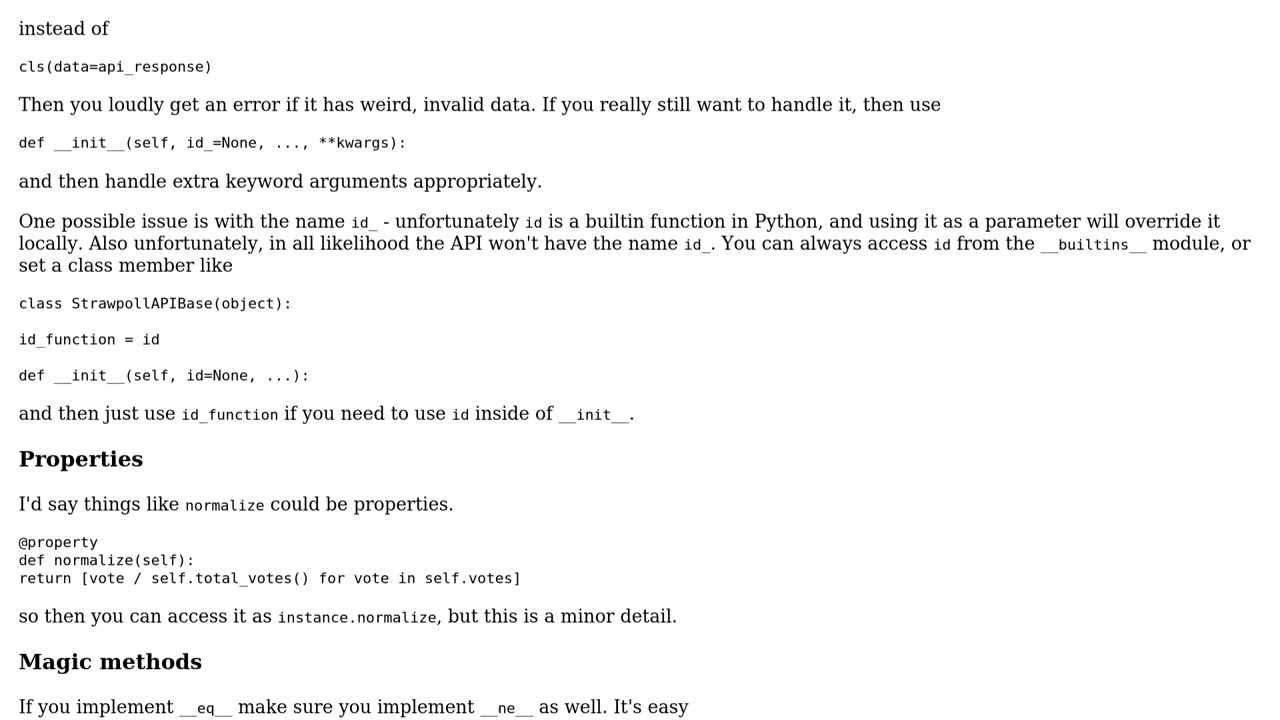 instead of
cls(data=api_response)
Then you loudly get an error if it has weird, invalid data. If you really still want to handle it, then use
def __init__(self, id_=None, ..., **kwargs):
and then handle extra keyword arguments appropriately.
One possible issue is with the name id_ - unfortunately id is a builtin function in Python, and using it as a parameter will override it
locally. Also unfortunately, in all likelihood the API won't have the name id_. You can always access id from the __builtins__ module, or
set a class member like
class StrawpollAPIBase(object):
id_function = id
def __init__(self, id=None, ...):
and then just use id_function if you need to use id inside of __init__.
Properties
I'd say things like normalize could be properties.
@property
def normalize(self):
return [vote / self.total_votes() for vote in self.votes]
so then you can access it as instance.normalize, but this is a minor detail.
Magic methods
If you implement __eq__ make sure you implement __ne__ as well. It's easy